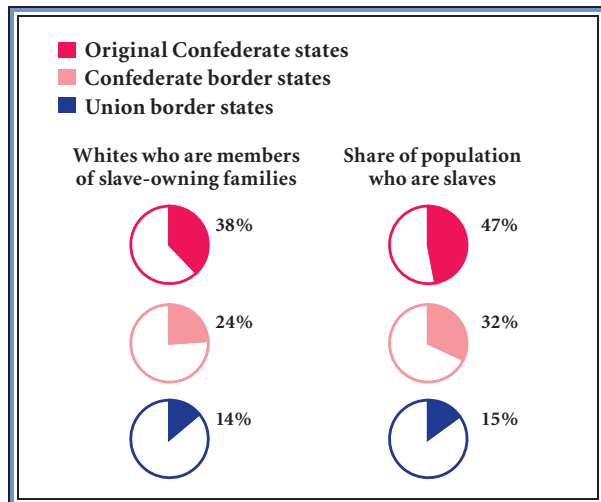 Original Confederate states
Confederate border states
Union border states
Whites who are members
of slave-owning families
Share of population
who are slaves
38%
47%
24%
32%
14%
15%